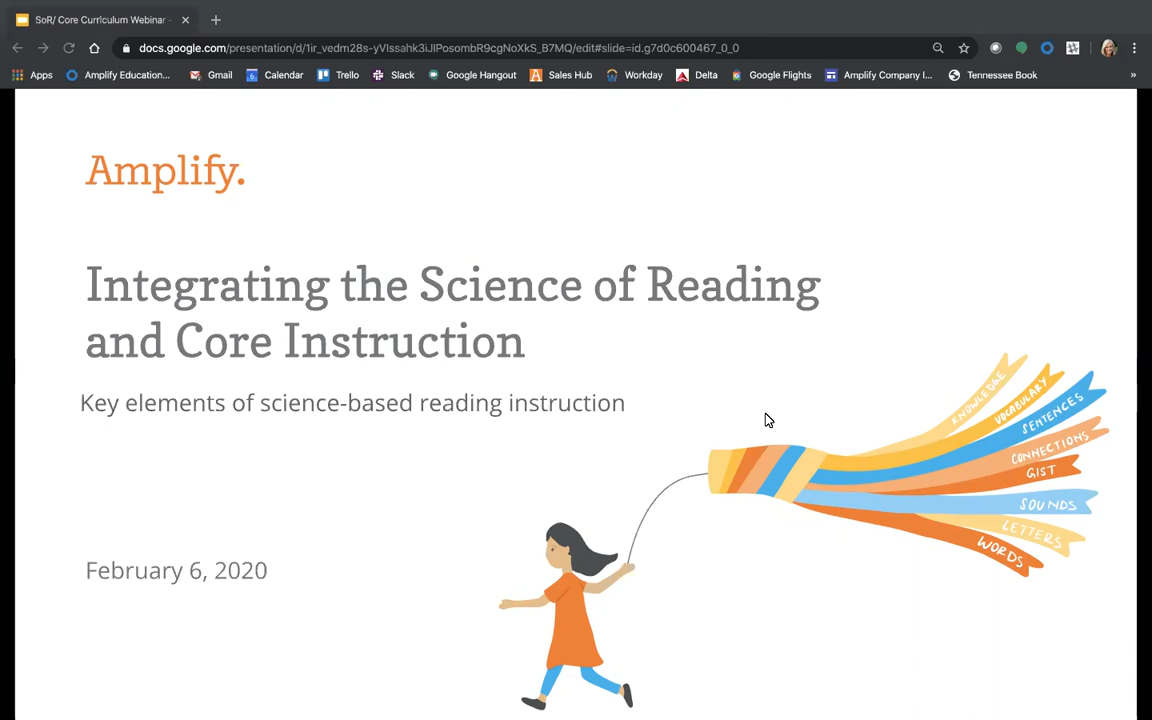 SoR/ Core Curriculum Webinar -
docs.google.com/presentation/d/1ir_vedm28s-yVIssahk3iJlPosombR9cgNoXkS_B7MQ/edit#slide=id.g7d0c600467_0_0
Apps Amplify Education... Gmail Calendar Trello Slack Google Hangout Sales Hub Workday Delta Google Flights Amplify Company I... Tennessee Book »
Amplify.
Integrating the Science of Reading
and Core Instruction
Key elements of science-based reading instruction
KNOWLEDGE
VOCABULARY
SENTENCES
CONNECTIONS
GIST
SOUNDS
LETTERS
WORDS
February 6, 2020